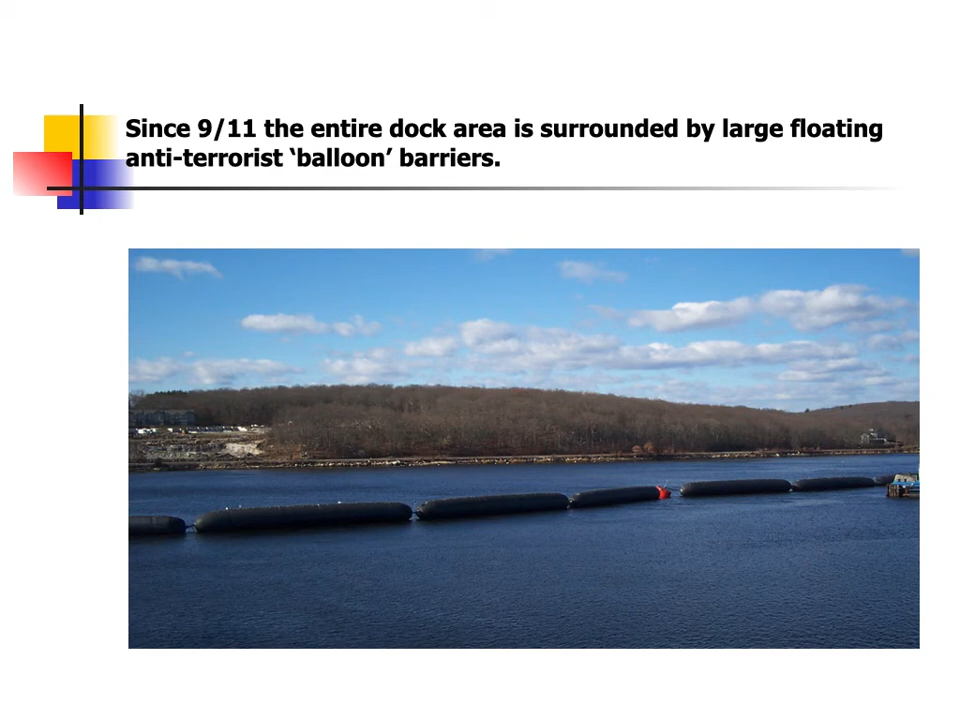 Since 9/11 the entire dock area is surrounded by large floating
anti-terrorist ‘balloon’ barriers.